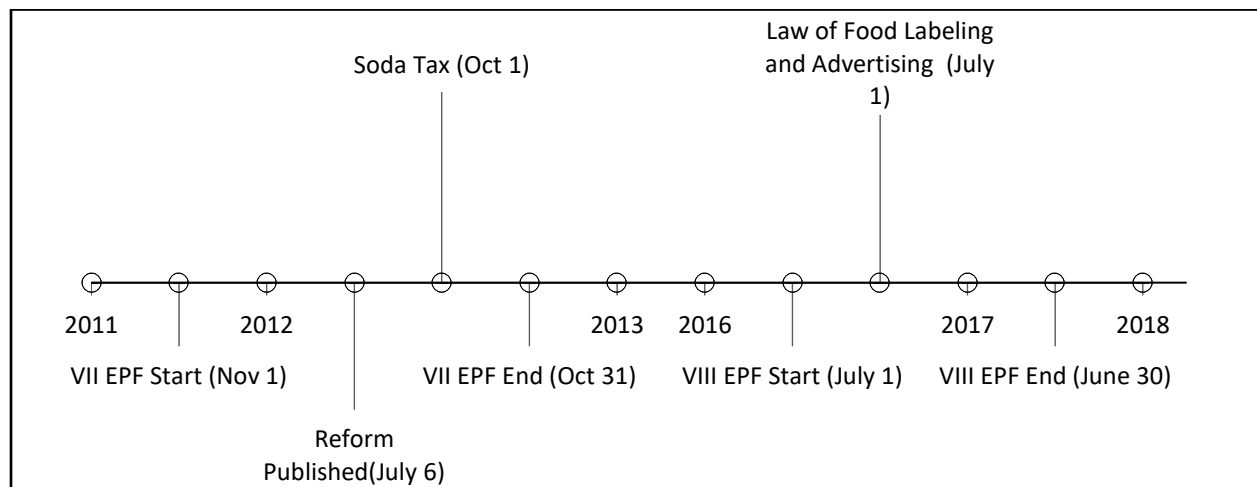 Law of Food Labeling
and Advertising (July
1)
Soda Tax (Oct 1)
2011
2012
2013
2016
2017
2018
VII EPF Start (Nov 1)
VII EPF End (Oct 31)
VIII EPF Start (July 1)
VIII EPF End (June 30)
Reform
Published(July 6)